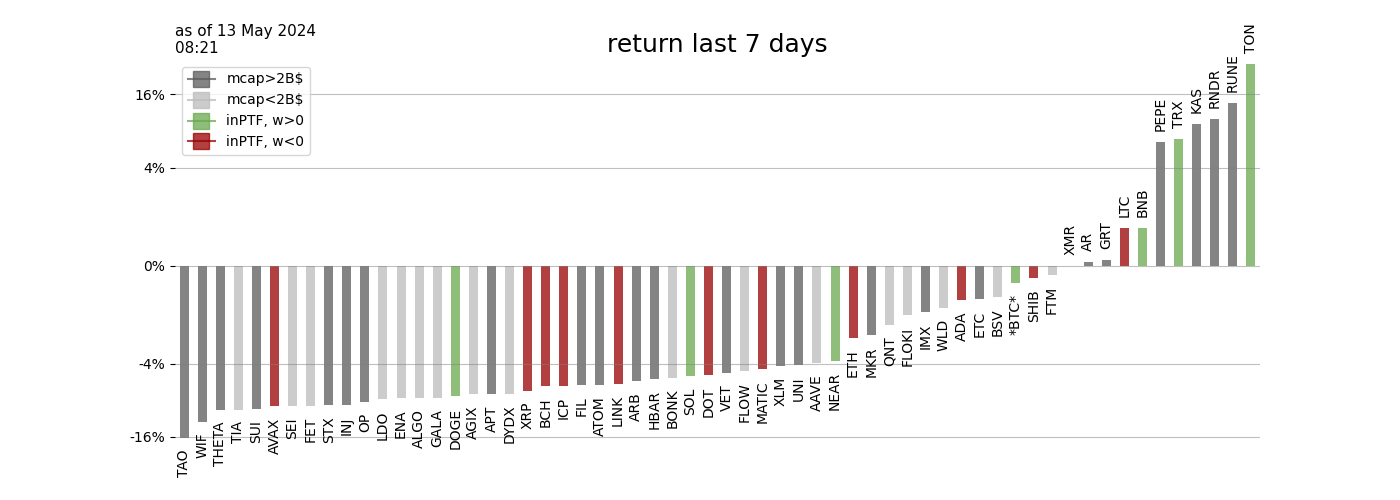 as of 13 May 2024
08:21
return last 7 days
mcap>2B$
mcap<2B$
inPTF, w>0
inPTF, w<0
16%
4%
0%
-4%
-16%
TAO
WIF
THETA
TIA
SUI
AVAX
SEI
FET
STX
INJ
OP
LDO
ENA
ALGO
GALA
DOGE
AGIX
APT
DYDX
XRP
BCH
ICP
FIL
ATOM
LINK
ARB
HBAR
BONK
SOL
DOT
VET
FLOW
MATIC
XLM
UNI
AAVE
NEAR
ETH
MKR
QNT
FLOKI
IMX
WLD
ADA
ETC
BSV
*BTC*
SHIB
FTM
XMR
AR
GRT
LTC
BNB
PEPE
TRX
KAS
RNDR
RUNE
TON